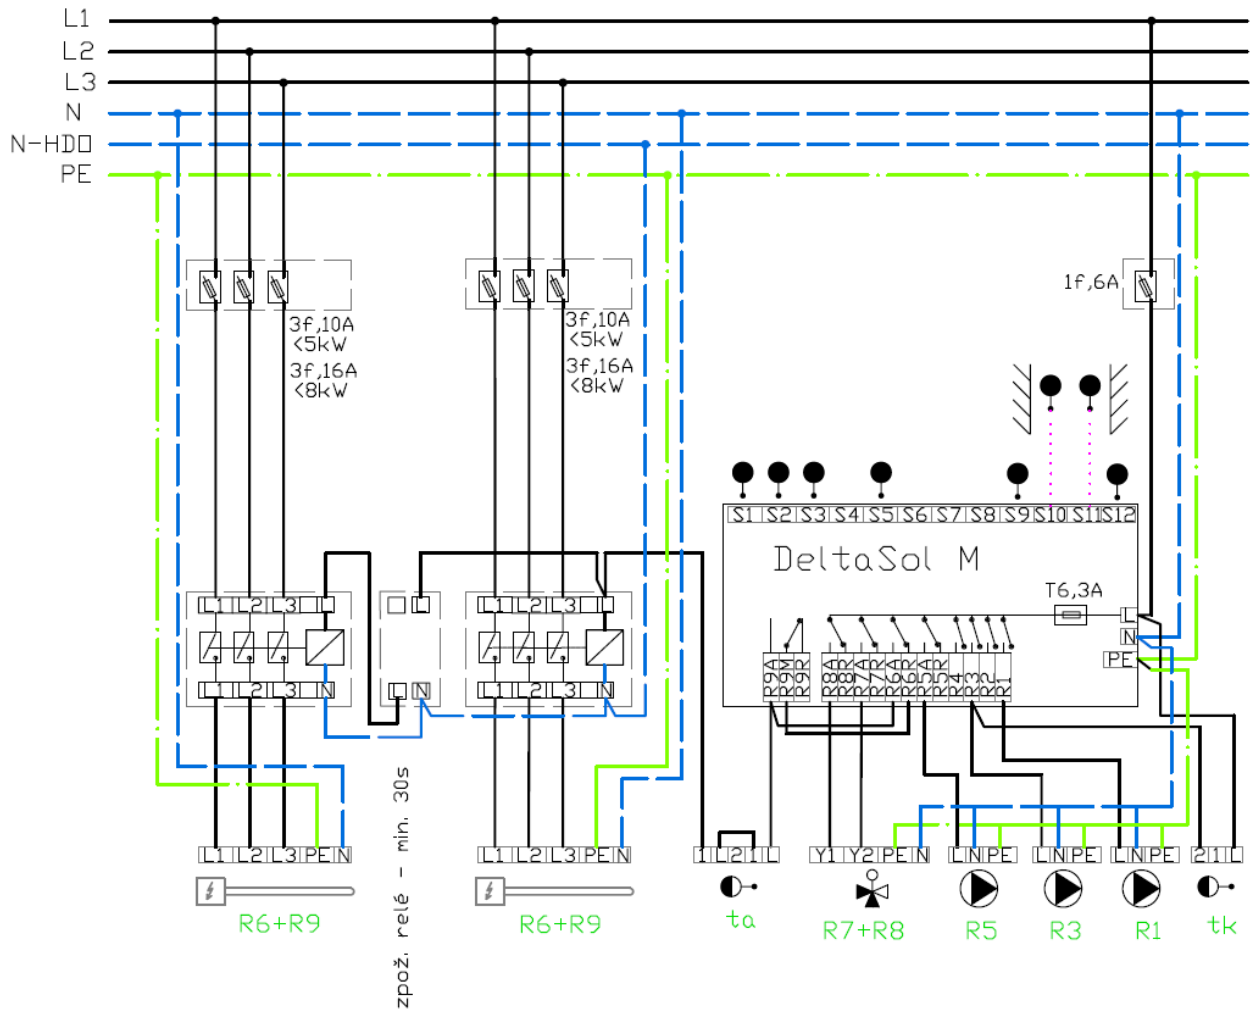 L1
L2
L3
N
N-HDO
PE
3f,10A
<5kW
3f,16A
<8kW
3f,10A
<5kW
3f,16A
<8kW
1f,6A
S1 S2 S3 S4 S5 S6 S7 S8 S9 S10 S11 S12
DeltaSol M
T6,3A
L
N
PE
R9A R9M R9R R8A R8R R7A R7R R6A R6R R5A R5R R4 R3 R2 R1
L1 L2 L3 L
L
L1 L2 L3 L
L1 L2 L3 N
L N
L1 L2 L3 N
zpož. relé - min. 30s
L1 L2 L3 PE N
L1 L2 L3 PE N
1 L 2 1 L
Y1 Y2 PE N
L N PE
L N PE
L N PE
2 1 L
R6+R9
R6+R9
ta
R7+R8
R5
R3
R1
tk